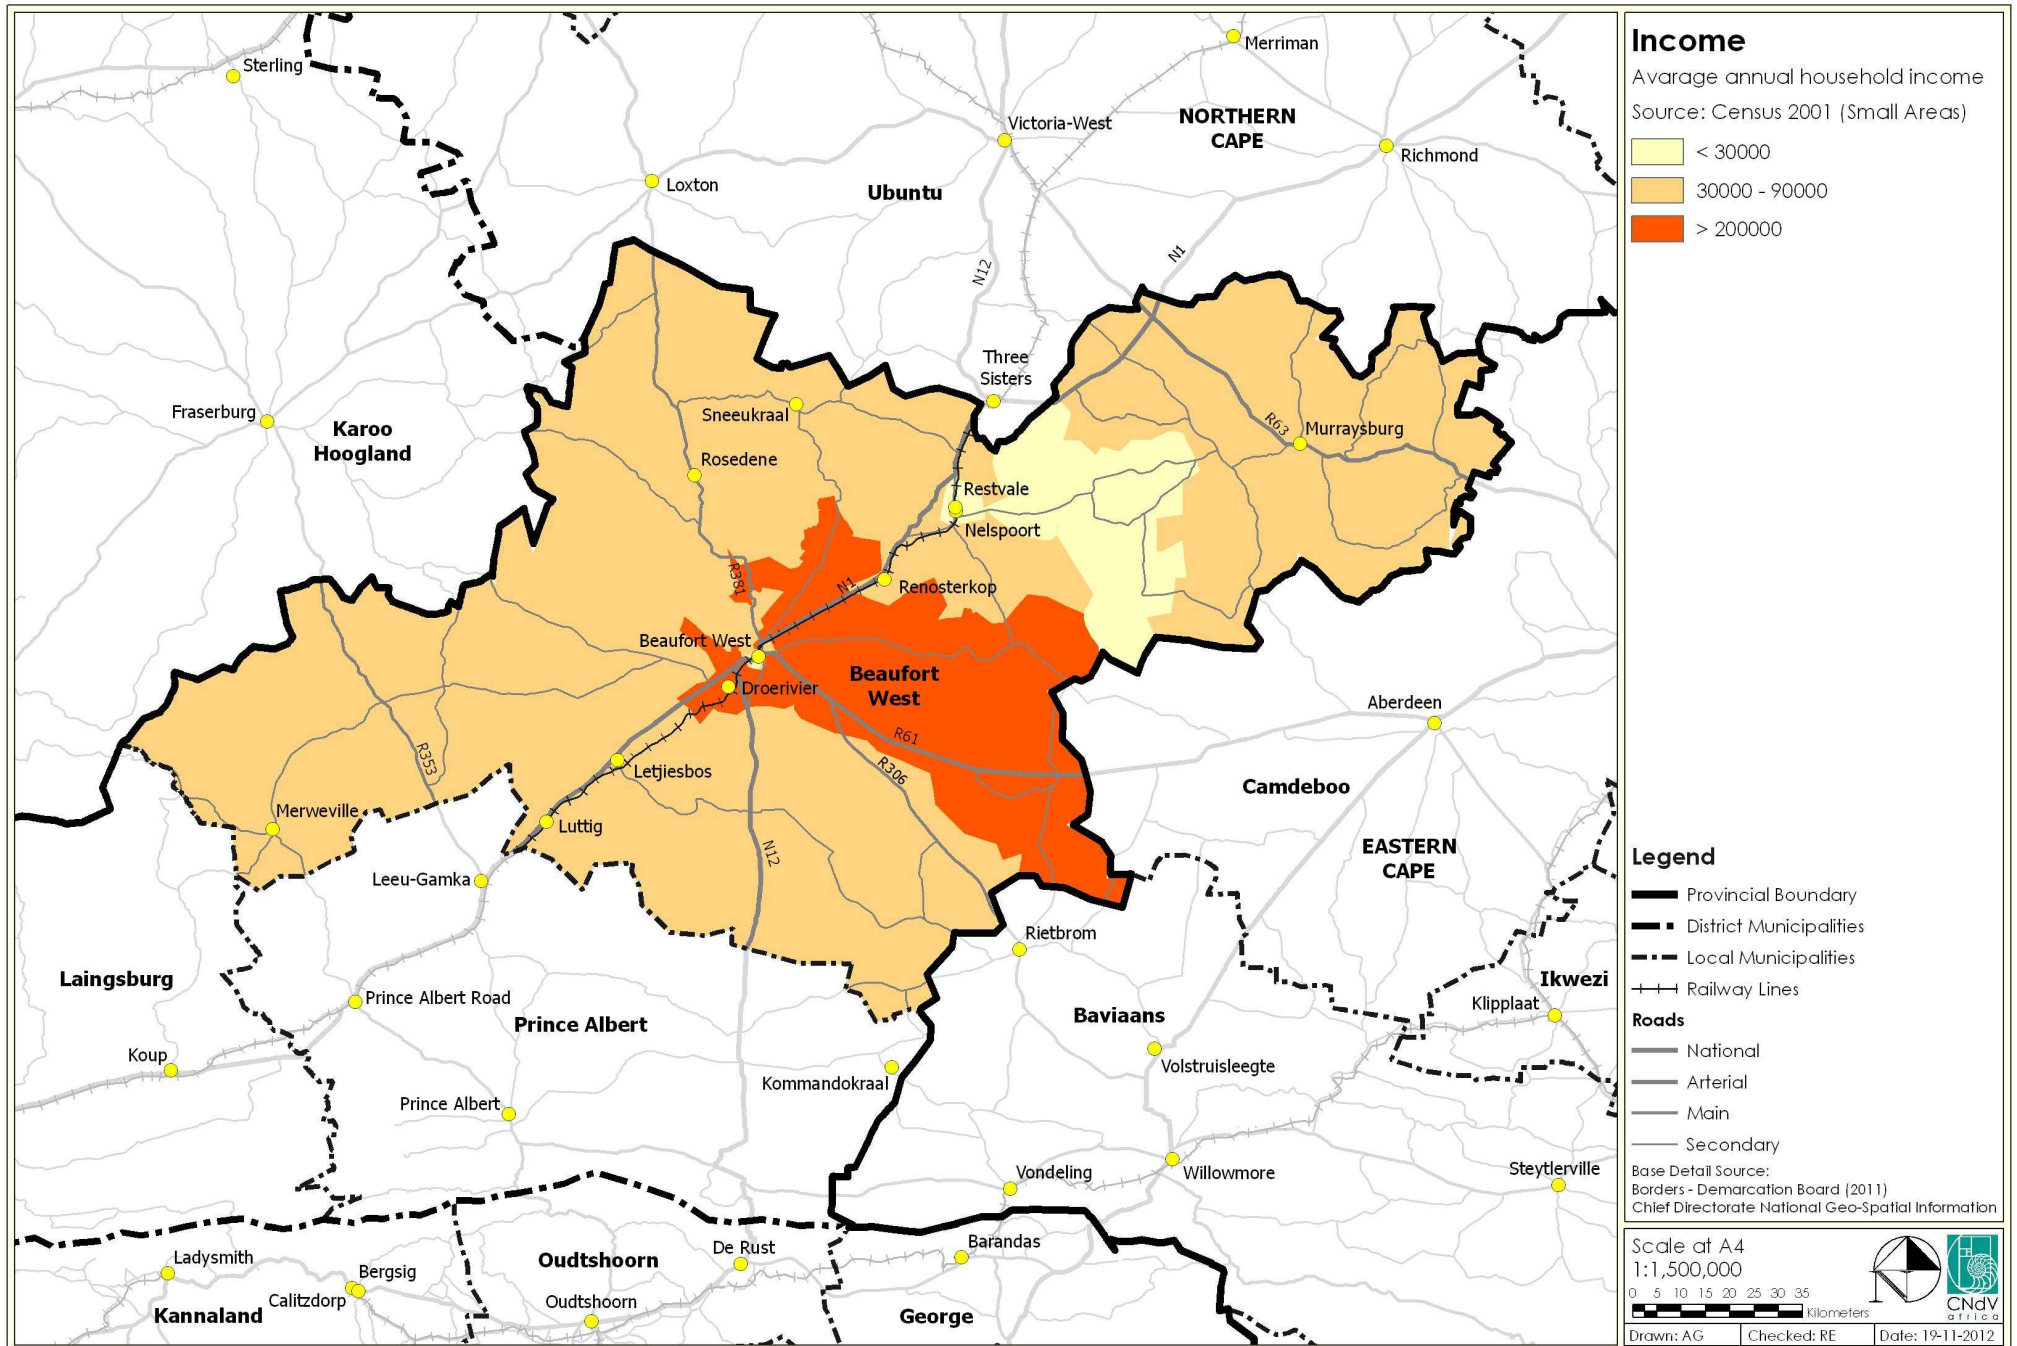 Income
Avarage annual household income
Source: Census 2001 (Small Areas)
< 30000
30000 - 90000
> 200000
Sterling
Merriman
Victoria-West
NORTHERN
CAPE
Richmond
Loxton
Ubuntu
N12
N1
Three
Sisters
Fraserburg
Karoo
Hoogland
Sneeukraal
R63
Murraysburg
Rosedene
Restvale
Nelspoort
R381
N1
Renosterkop
Beaufort West
Beaufort
West
Droerivier
Aberdeen
R61
R353
Letjiesbos
R306
Camdeboo
Merweville
Luttig
N12
EASTERN
CAPE
Leeu-Gamka
Rietbrom
Laingsburg
Prince Albert Road
Prince Albert
Baviaans
Ikwezi
Klipplaat
Koup
Kommandokraal
Volstruisleegte
Prince Albert
Vondeling
Willowmore
Steytlerville
Ladysmith
Bergsig
Calitzdorp
Kannaland
Oudtshoorn
De Rust
Oudtshoorn
Barandas
George
Legend
Provincial Boundary
District Municipalities
Local Municipalities
Railway Lines
Roads
National
Arterial
Main
Secondary
Base Detail Source:
Borders - Demarcation Board (2011)
Chief Directorate National Geo-Spatial Information
Scale at A4
1:1,500,000
0 5 10 15 20 25 30 35
Kilometers
CNdV
africa
Drawn: AG
Checked: RE
Date: 19-11-2012